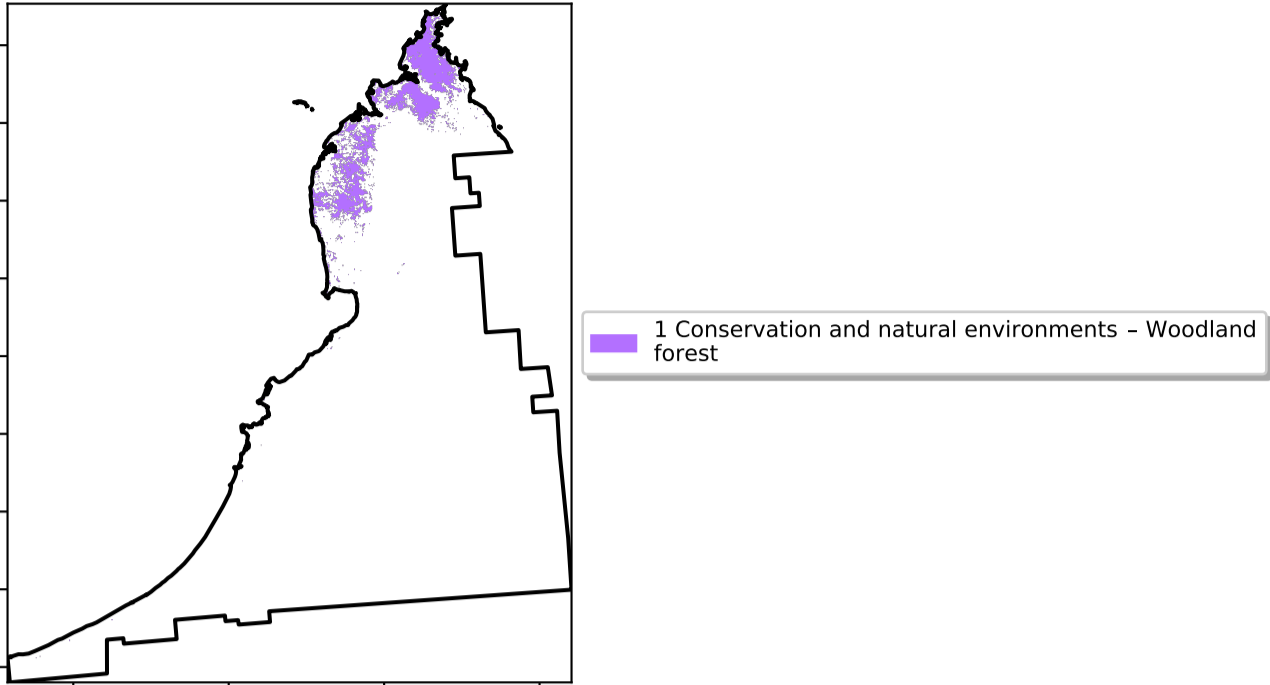 1 Conservation and natural environments – Woodland
forest